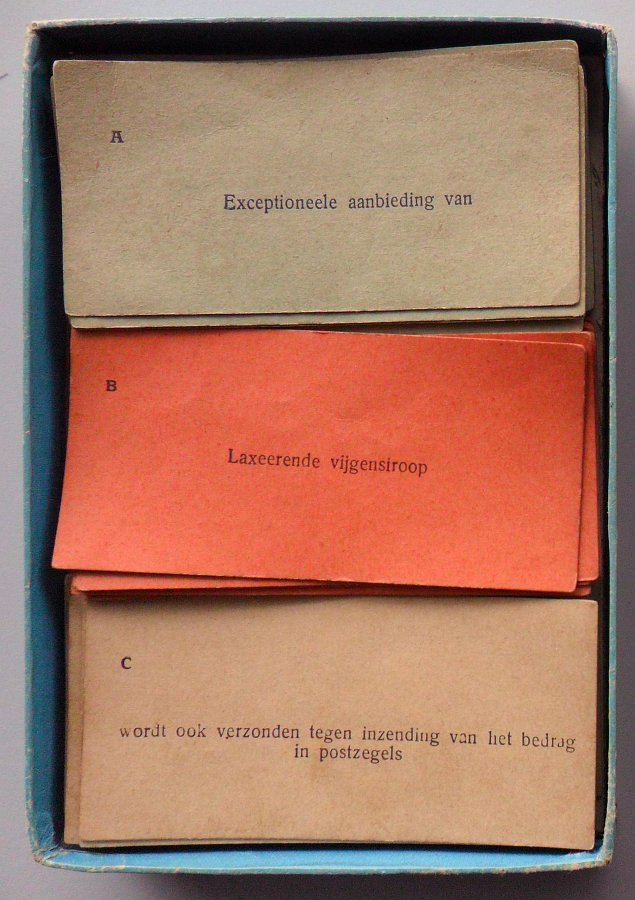 A
Exceptioneele aanbieding van
B
Laxeerende vijgensiroop
C
wordt ook verzonden tegen inzending van het bedrag
in postzegels